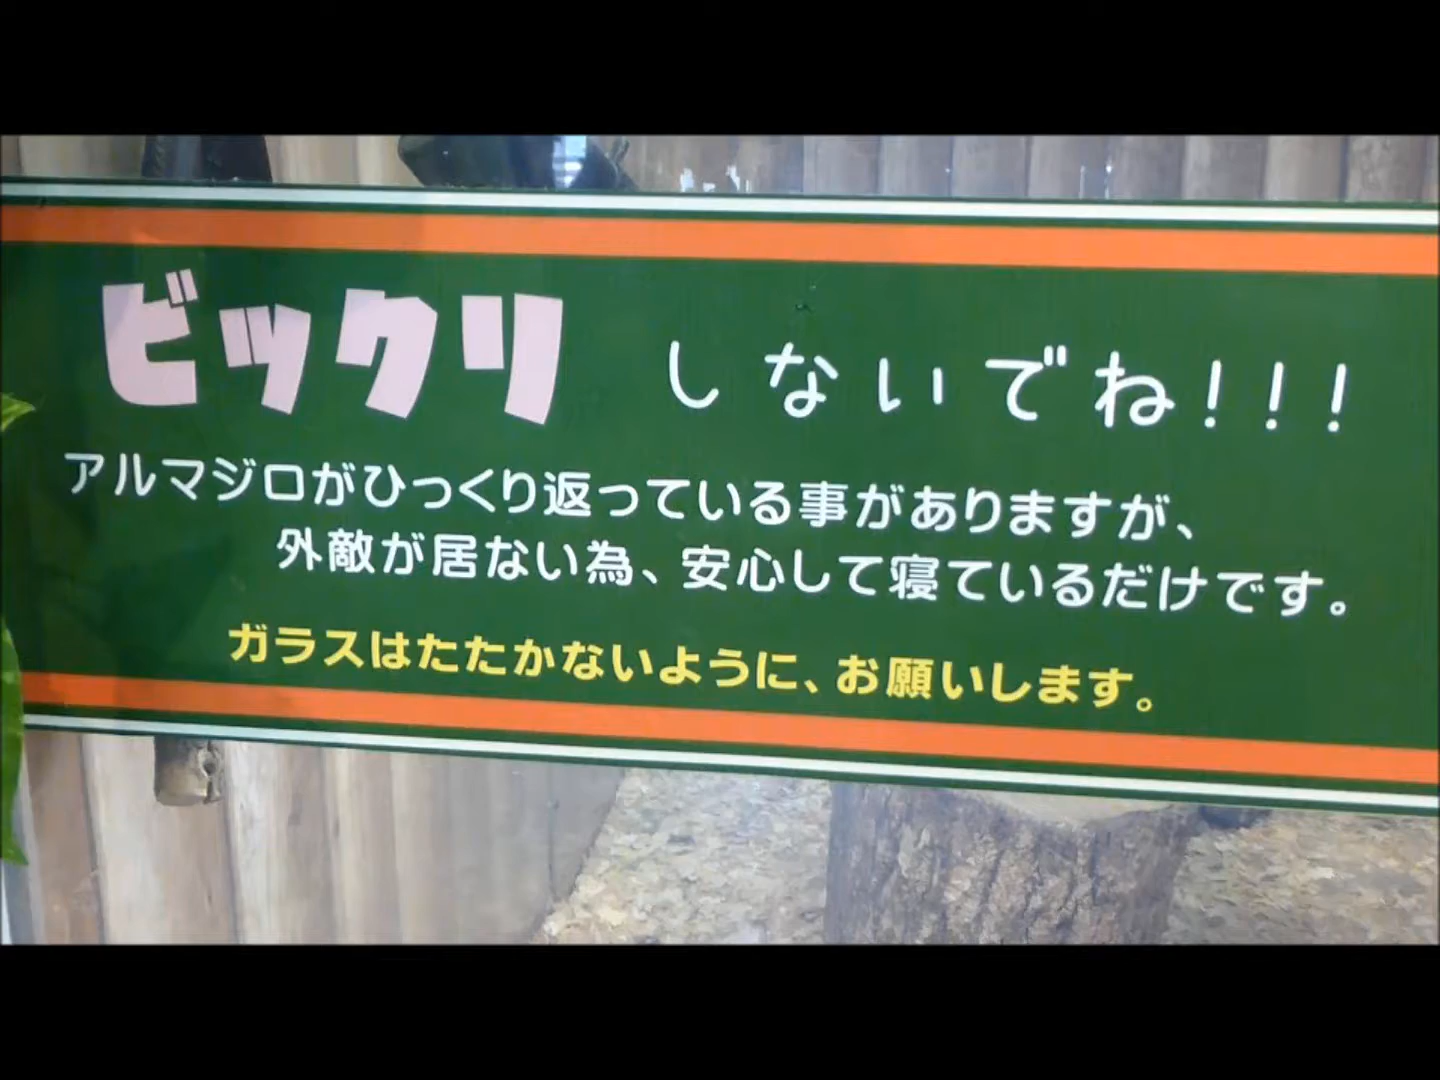 ビックリ しないでね!!!
アルマジロがひっくり返っている事がありますが、
外敵が居ない為、安心して寝ているだけです。
ガラスはたたかないように、お願いします。